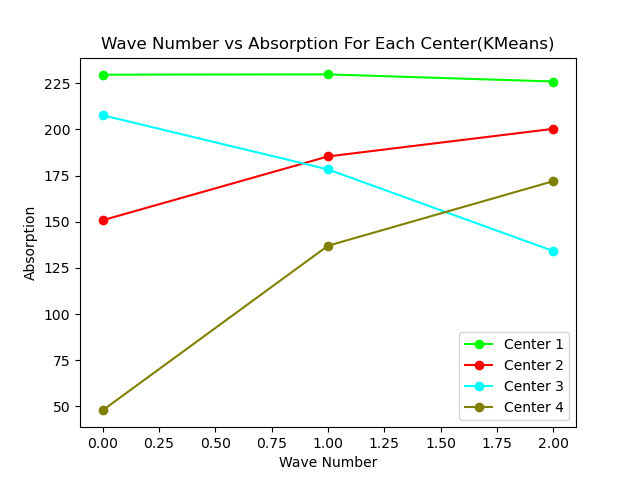 Wave Number vs Absorption For Each Center(KMeans)
225
200
175
150
125
100
75
50
Absorption
0.00 0.25 0.50 0.75 1.00 1.25 1.50 1.75 2.00
Wave Number
Center 1
Center 2
Center 3
Center 4